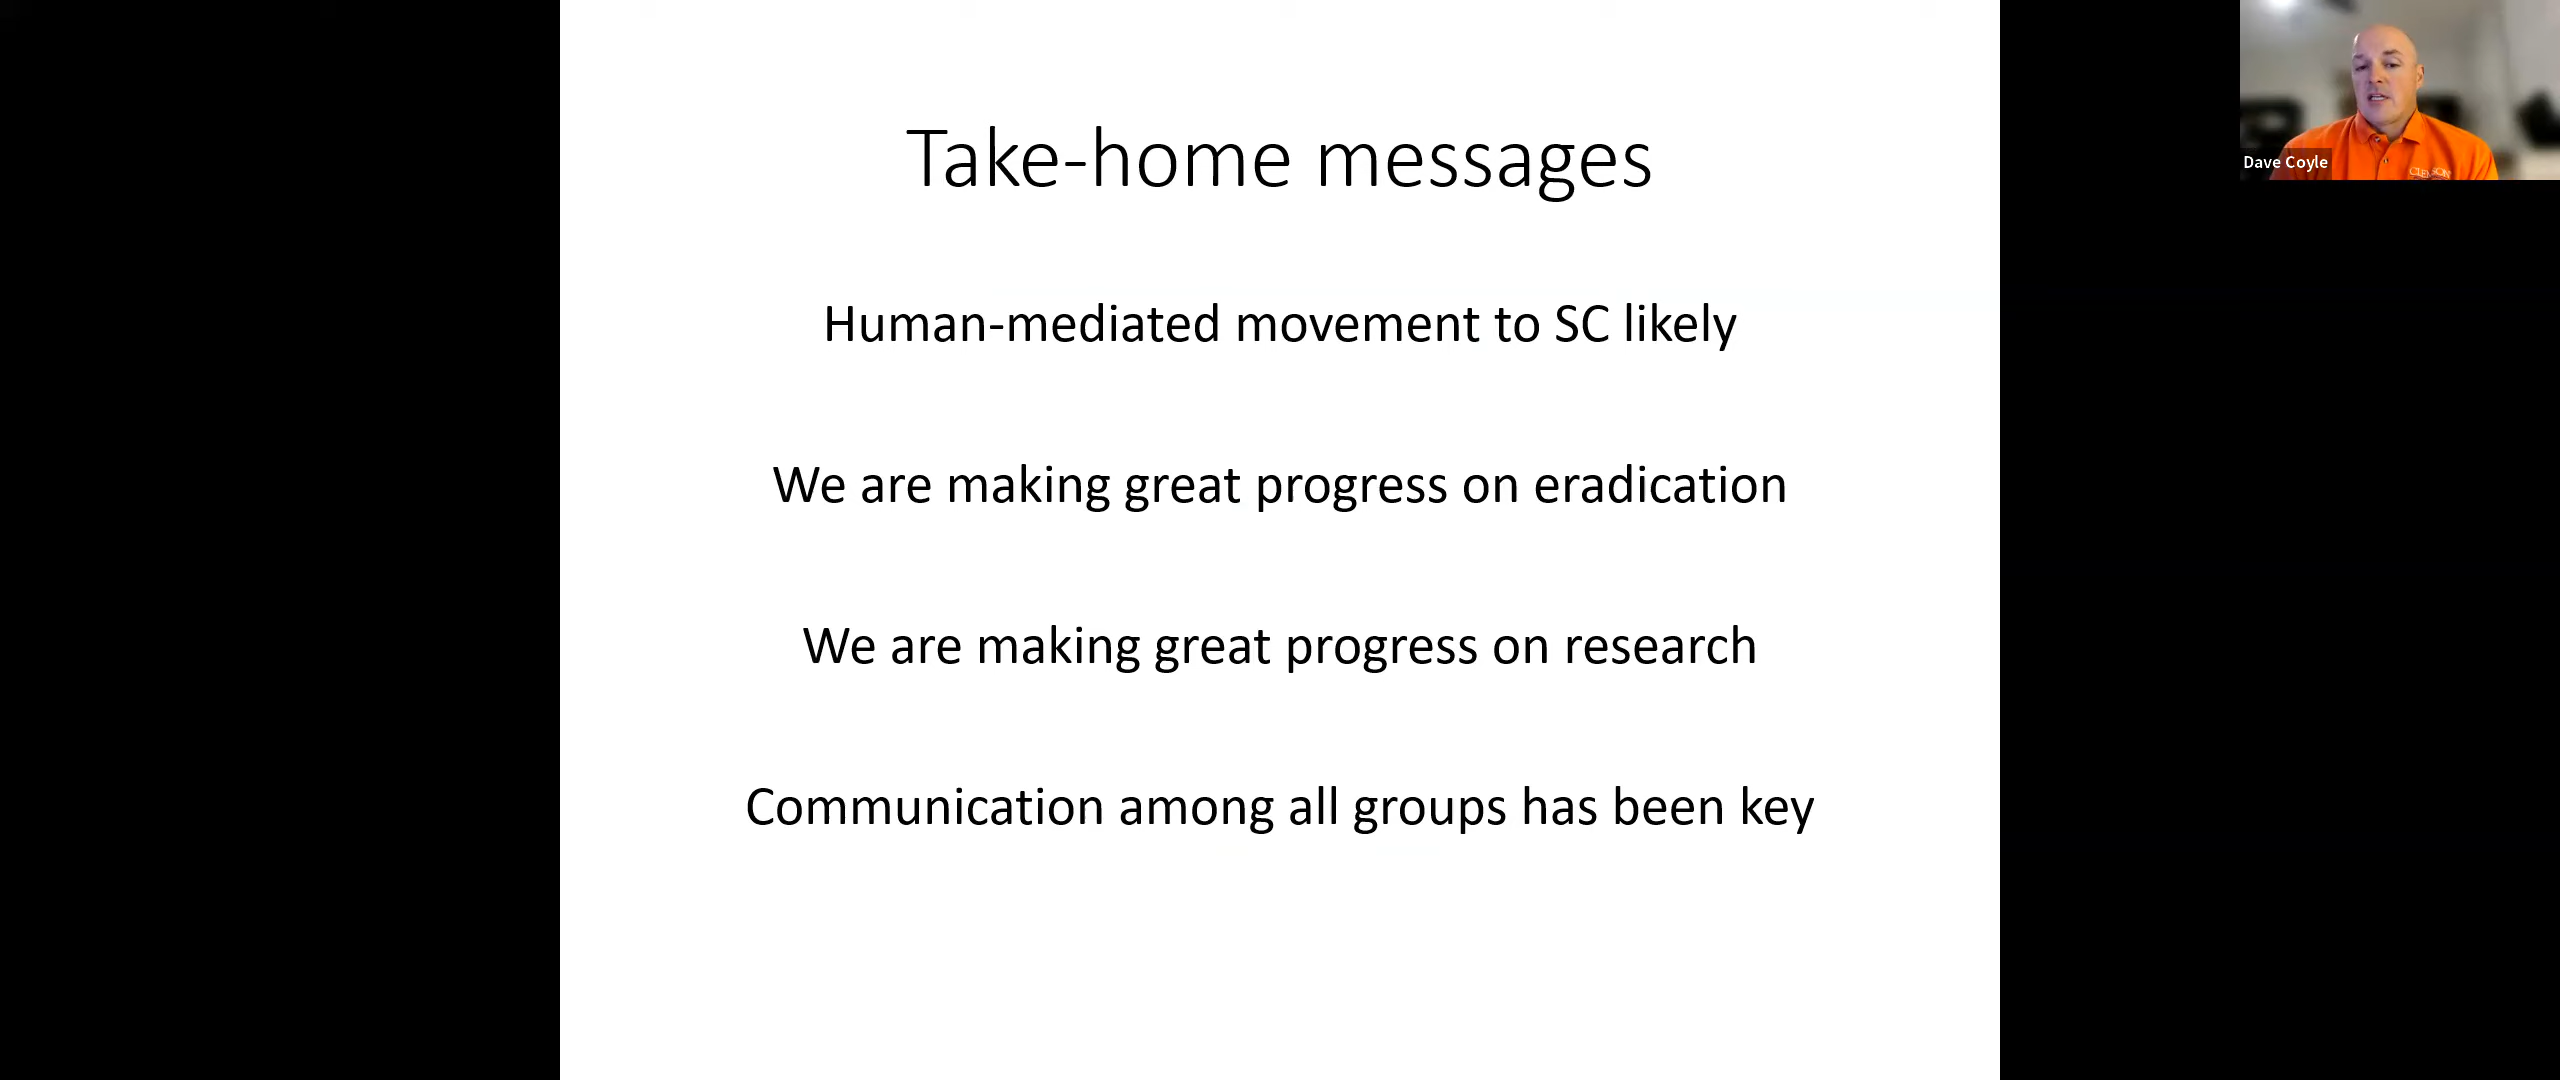 Take-home messages
Human-mediated movement to SC likely
We are making great progress on eradication
We are making great progress on research
Communication among all groups has been key
Dave Coyle
CLEMSON